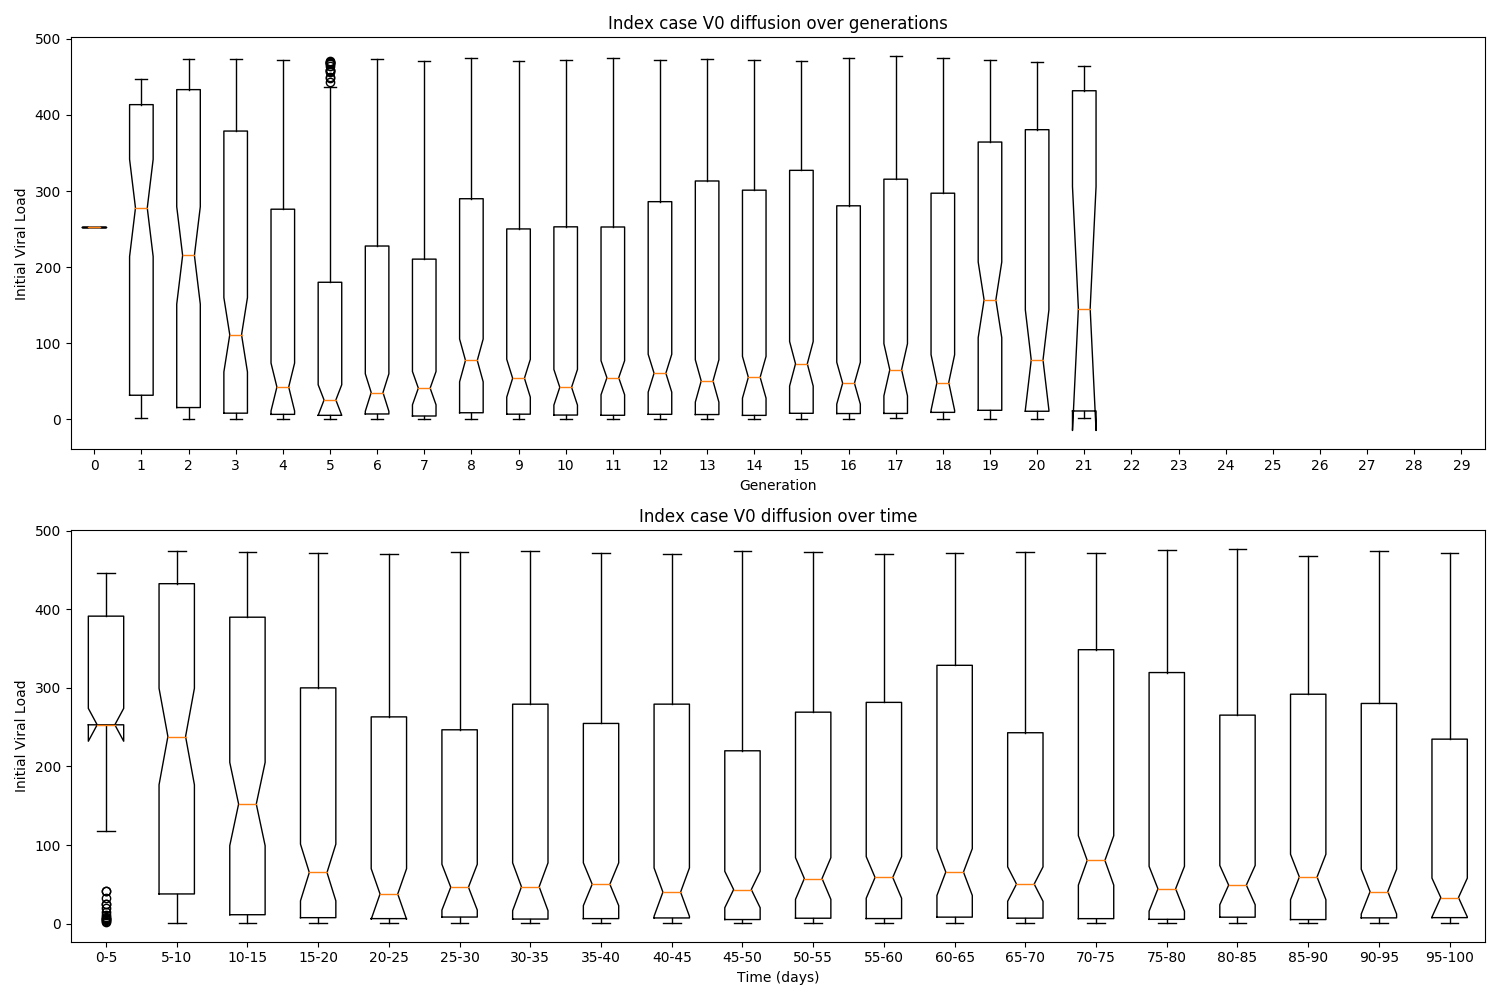 Index case V0 diffusion over generations
500
400
300
200
100
0
Initial Viral Load
0 1 2 3 4 5 6 7 8 9 10 11 12 13 14 15 16 17 18 19 20 21 22 23 24 25 26 27 28 29
Generation
Index case V0 diffusion over time
500
400
300
200
100
0
Initial Viral Load
0-5 5-10 10-15 15-20 20-25 25-30 30-35 35-40 40-45 45-50 50-55 55-60 60-65 65-70 70-75 75-80 80-85 85-90 90-95 95-100
Time (days)